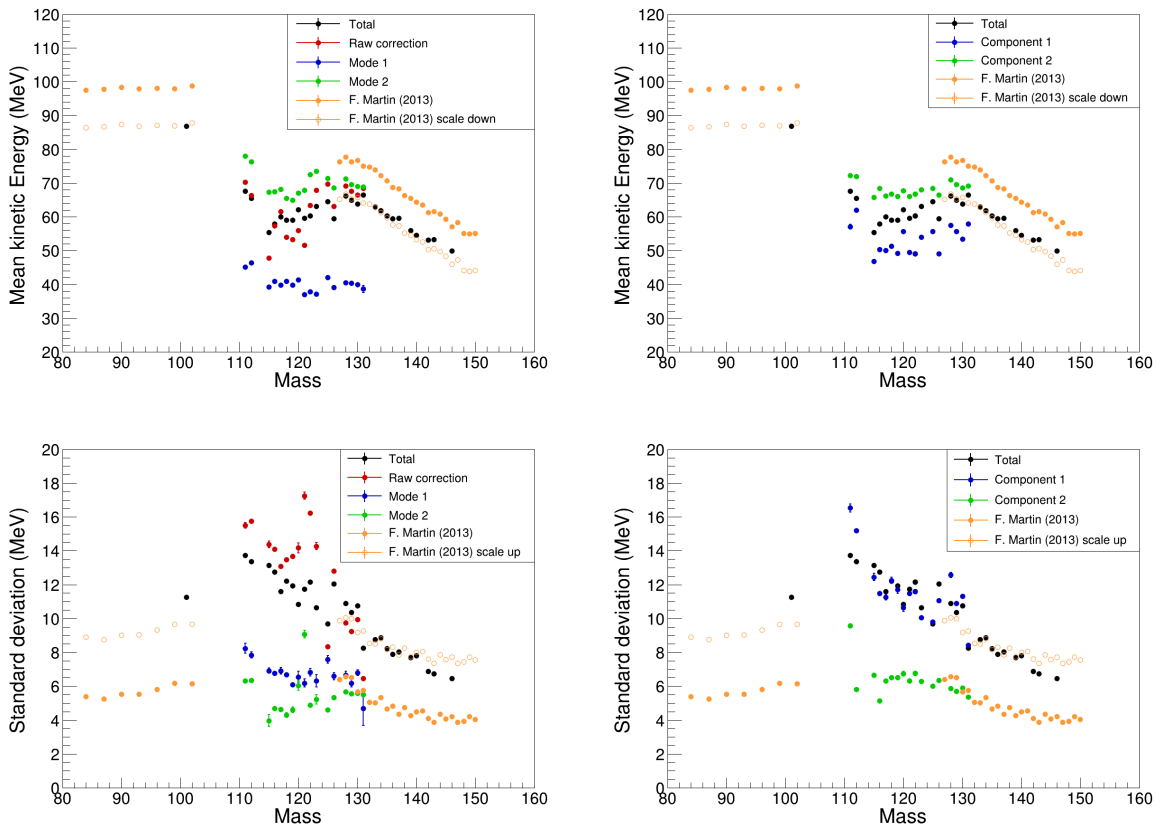 Mean kinetic Energy (MeV)
120
110
100
90
80
70
60
50
40
30
20
80 90 100 110 120 130 140 150 160
Mass
Total
Raw correction
Mode 1
Mode 2
F. Martin (2013)
F. Martin (2013) scale down
Mean kinetic Energy (MeV)
120
110
100
90
80
70
60
50
40
30
20
80 90 100 110 120 130 140 150 160
Mass
Total
Component 1
Component 2
F. Martin (2013)
F. Martin (2013) scale down
Standard deviation (MeV)
20
18
16
14
12
10
8
6
4
2
0
80 90 100 110 120 130 140 150 160
Mass
Total
Raw correction
Mode 1
Mode 2
F. Martin (2013)
F. Martin (2013) scale up
Standard deviation (MeV)
20
18
16
14
12
10
8
6
4
2
0
80 90 100 110 120 130 140 150 160
Mass
Total
Component 1
Component 2
F. Martin (2013)
F. Martin (2013) scale up